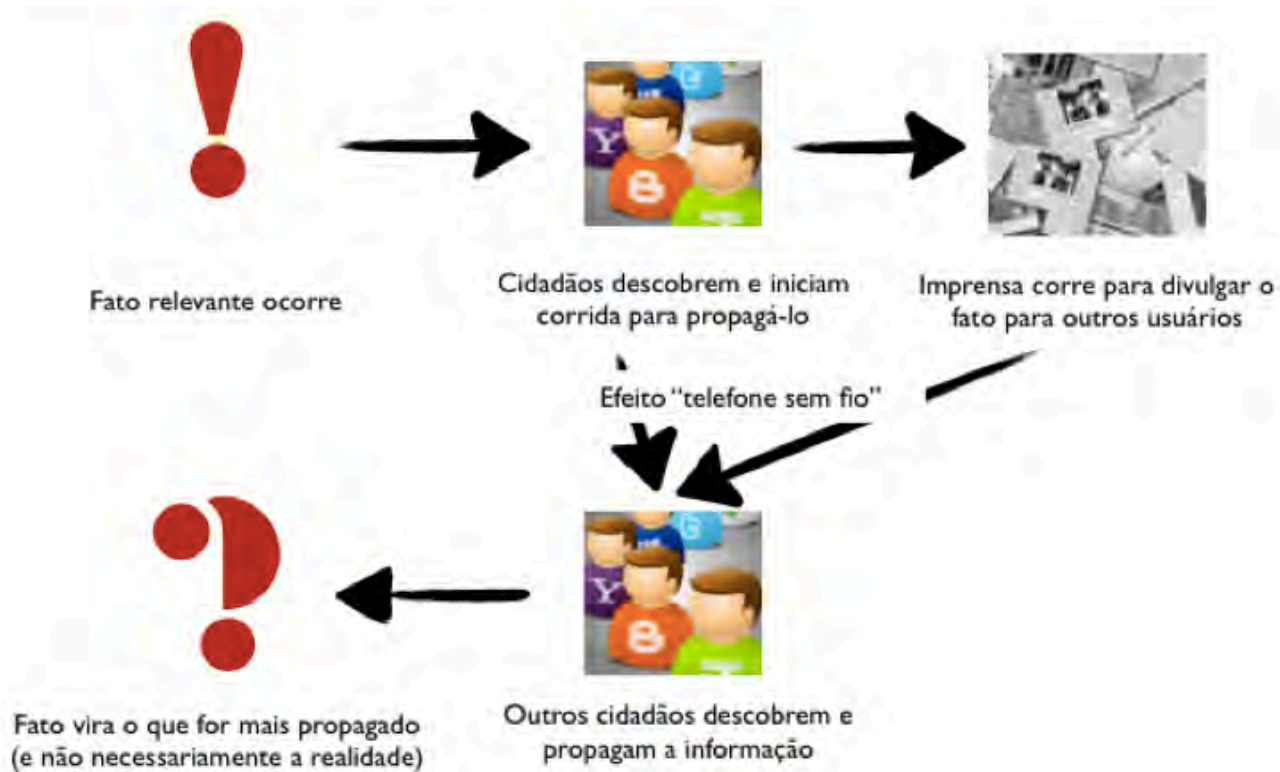 Fato relevante ocorre
Cidadãos descobrem e iniciam
corrida para propagá-lo
Imprensa corre para divulgar o
fato para outros usuários
Efeito "telefone sem fio"
Outros cidadãos descobrem e
propagam a informação
Fato vira o que for mais propagado
(e não necessariamente a realidade)